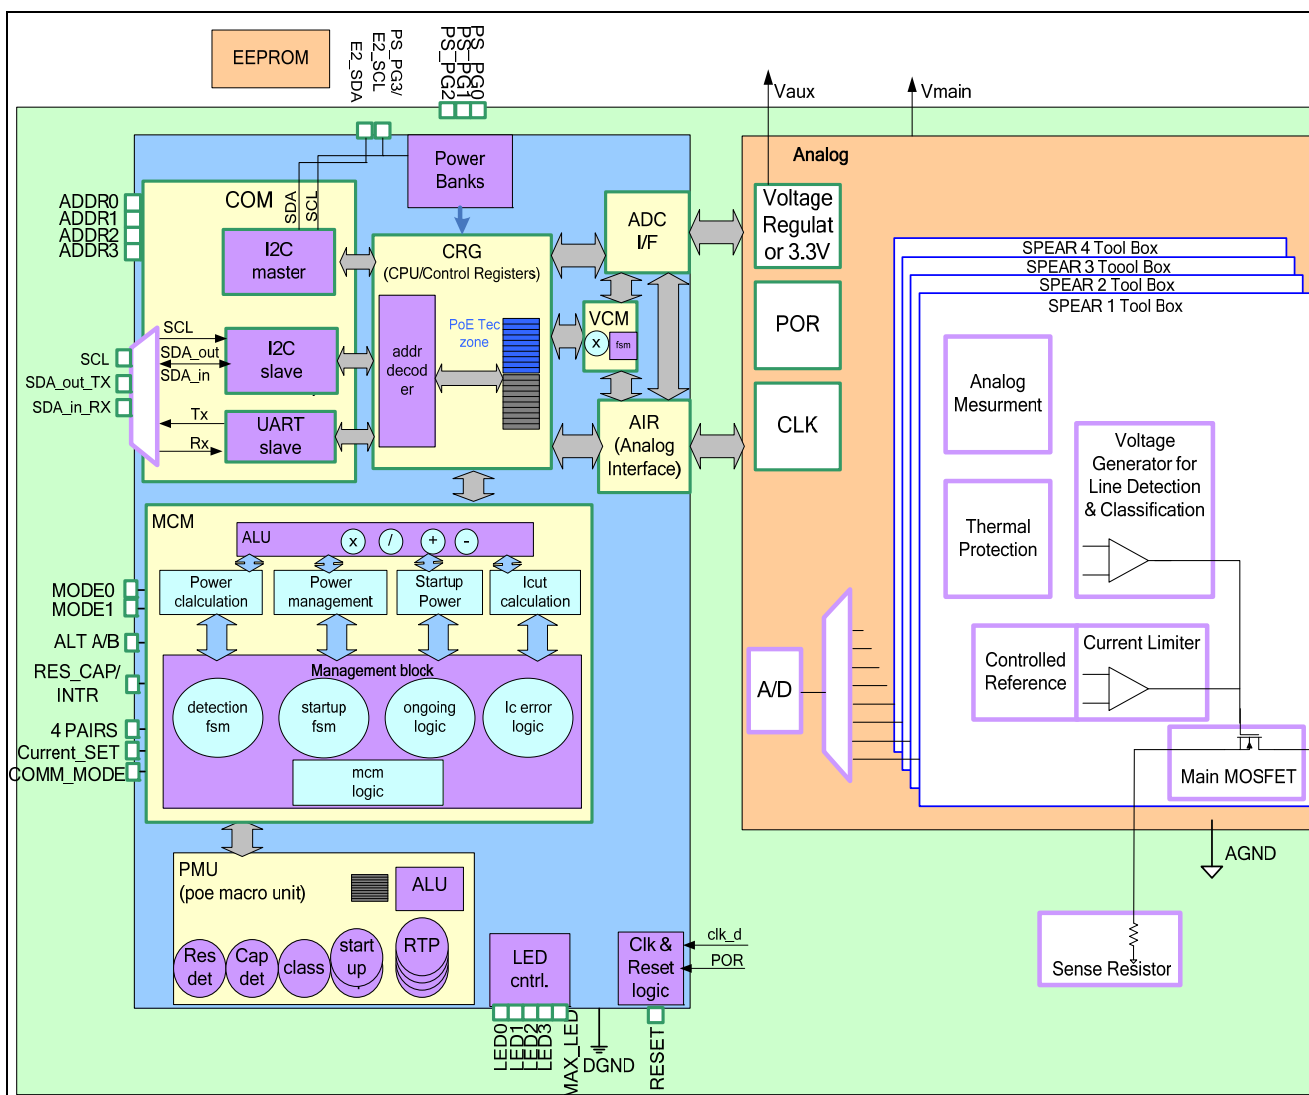 EEPROM
PS_PG3/
E2_SCL
E2_SDA
PS_PG0
PS_PG1
PS_PG2
Vaux
Vmain
Power
Banks
Analog
ADDR0
ADDR1
ADDR2
ADDR3
COM
SDA
SCL
I2C
master
CRG
(CPU/Control Registers)
ADC
I/F
Voltage
Regulat
or 3.3V
SPEAR 4 Tool Box
SPEAR 3 Toool Box
SPEAR 2 Tool Box
SPEAR 1 Tool Box
SCL
SDA_out_TX
SDA_in_RX
SCL
SDA_out
SDA_in
Tx
Rx
I2C
slave
UART
slave
addr
decod
er
PoE Tec
zone
VCM
x
fsm
POR
CLK
AIR
(Analog
Interface)
Analog
Mesurment
Voltage
Generator for
Line Detection
& Classification
Thermal
Protection
MCM
ALU
x
/
+
-
Power
clalculation
Power
management
Startup
Power
Icut
calculation
MODE0
MODE1
ALT A/B
RES_CAP/
INTR
4 PAIRS
Current_SET
COMM_MODE
Management block
detection
fsm
startup
fsm
ongoing
logic
Ic error
logic
mcm
logic
A/D
Controlled
Reference
Current Limiter
Main MOSFET
AGND
Sense Resistor
PMU
(poe macro unit)
ALU
Res
det
Cap
det
class
start
up
RTP
LED
cntrl.
Clk &
Reset
logic
clk_d
POR
LED0
LED1
LED2
LED3
MAX_LED
DGND
RESET